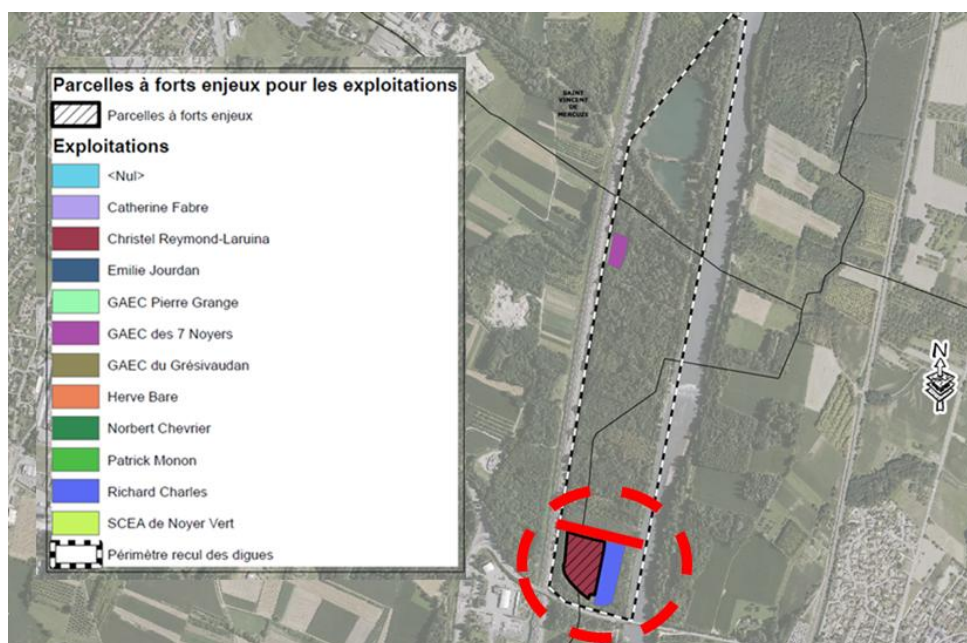 Parcelles à forts enjeux pour les exploitations
Parcelles à forts enjeux
Exploitations
<Nul>
Catherine Fabre
Christel Reymond-Laruina
Emilie Jourdan
GAEC Pierre Grange
GAEC des 7 Noyers
GAEC du Grésivaudan
Herve Bare
Norbert Chevrier
Patrick Monon
Richard Charles
SCEA de Noyer Vert
Périmètre recul des digues
SAINT
VINCENT
DE
MERCUZE
N